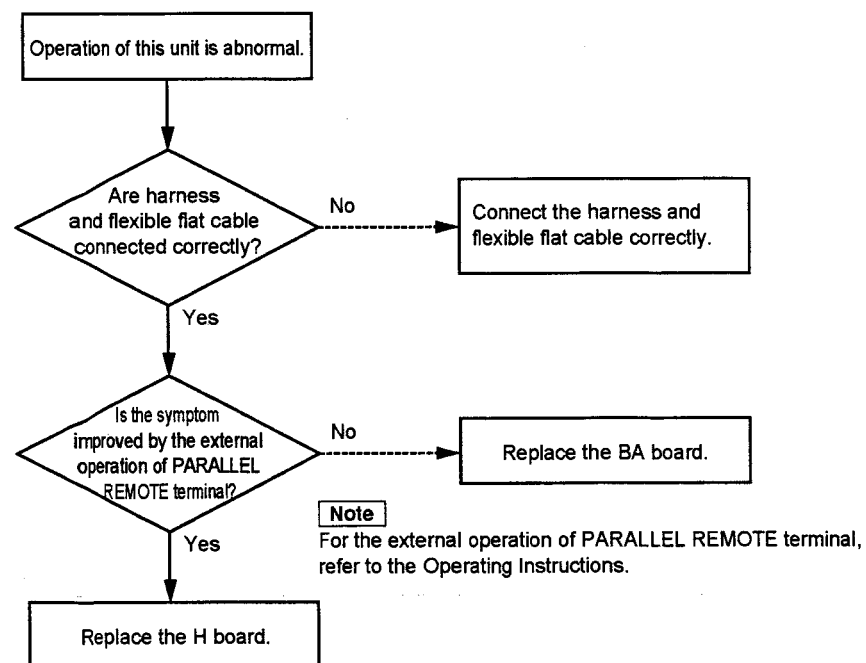 Operation of this unit is abnormal.
Are harness
and flexible flat cable
connected correctly?
No
Connect the harness and
flexible flat cable correctly.
Yes
Is the symptom
improved by the external
operation of PARALLEL
REMOTE terminal?
No
Replace the BA board.
Note
For the external operation of PARALLEL REMOTE terminal,
refer to the Operating Instructions.
Yes
Replace the H board.